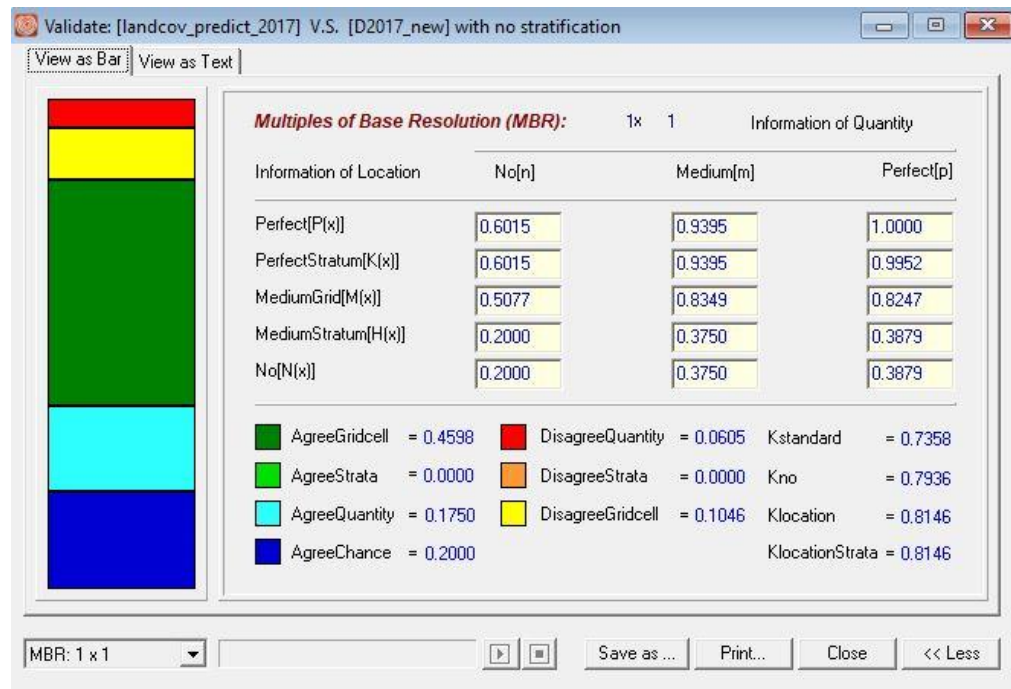 Validate: [landcov_predict_2017] V.S. [D2017_new] with no stratification
View as Bar View as Text
Multiples of Base Resolution (MBR): 1x 1 Information of Quantity
Information of Location No[n] Medium[m] Perfect[p]
Perfect[P(x)] 0.6015 0.9395 1.0000
PerfectStratum[K(x)] 0.6015 0.9395 0.9952
MediumGrid[M(x)] 0.5077 0.8349 0.8247
MediumStratum[H(x)] 0.2000 0.3750 0.3879
No[N(x)] 0.2000 0.3750 0.3879
AgreeGridcell = 0.4598 DisagreeQuantity = 0.0605 Kstandard = 0.7358
AgreeStrata = 0.0000 DisagreeStrata = 0.0000 Kno = 0.7936
AgreeQuantity = 0.1750 DisagreeGridcell = 0.1046 Klocation = 0.8146
AgreeChance = 0.2000 KlocationStrata = 0.8146
MBR: 1 x 1 Save as ... Print... Close << Less